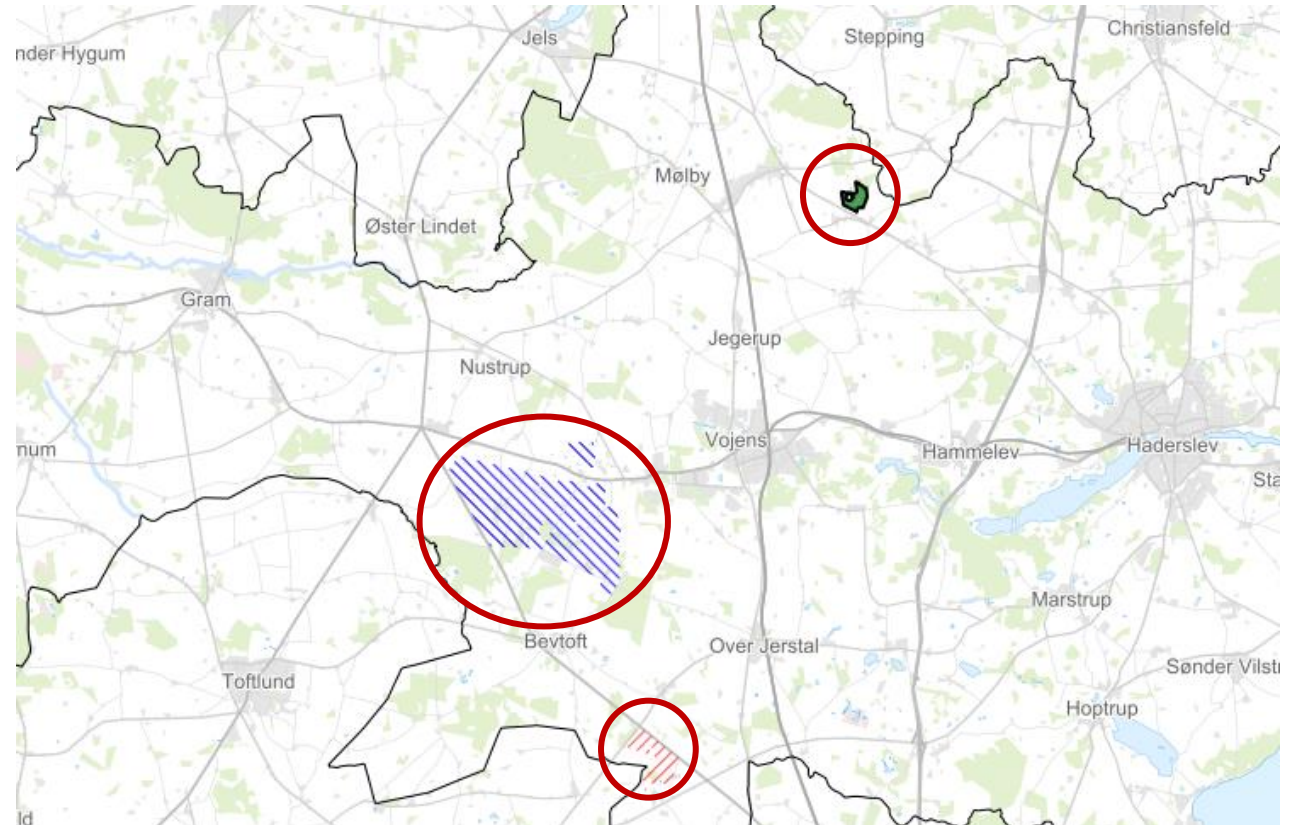 Christiansfeld
Stepping
Jels
nder Hygum
Mølby
Øster Lindet
Gram
Jegerup
Nustrup
Vojens
Hammelev
Haderslev
num
Sta
Marstrup
Bevtoft
Over Jerstal
Sønder Vilst
Toftlund
Hoptrup
ld